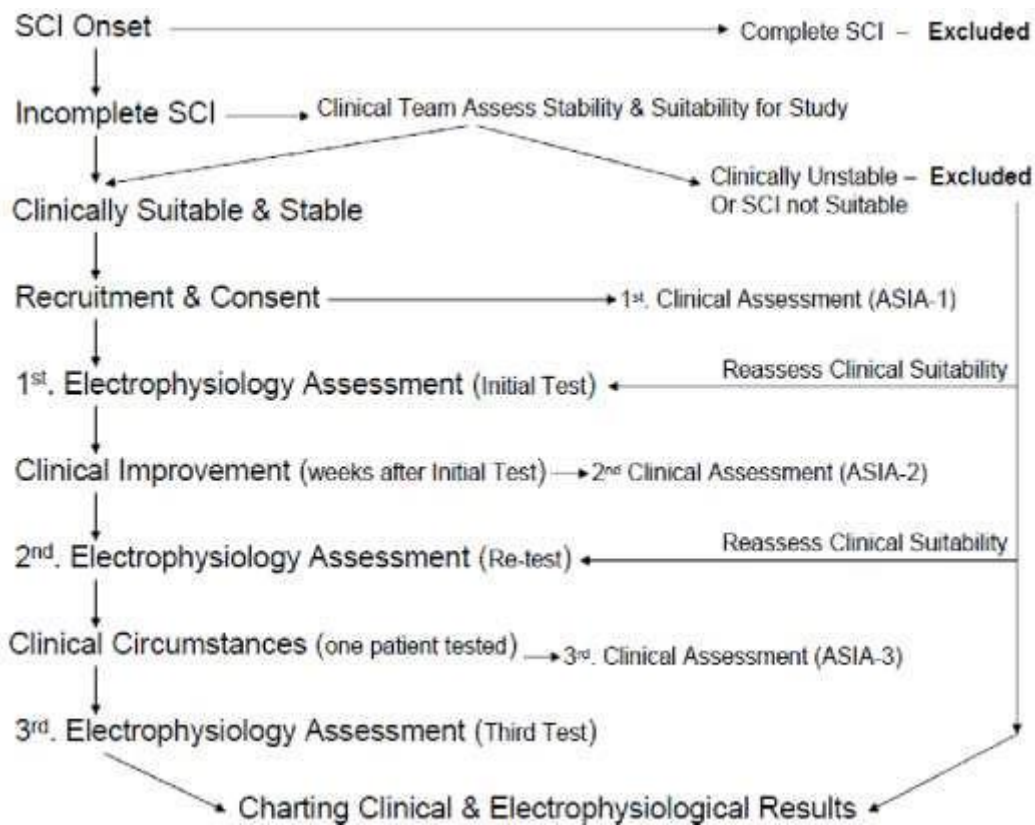 SCI Onset
Complete SCI – Excluded
Incomplete SCI
Clinical Team Assess Stability & Suitability for Study
Clinically Unstable – Excluded
Or SCI not Suitable
Clinically Suitable & Stable
Recruitment & Consent
1st. Clinical Assessment (ASIA-1)
1st. Electrophysiology Assessment (Initial Test)
Reassess Clinical Suitability
Clinical Improvement (weeks after Initial Test)
2nd Clinical Assessment (ASIA-2)
2nd. Electrophysiology Assessment (Re-test)
Reassess Clinical Suitability
Clinical Circumstances (one patient tested)
3rd. Clinical Assessment (ASIA-3)
3rd. Electrophysiology Assessment (Third Test)
Charting Clinical & Electrophysiological Results